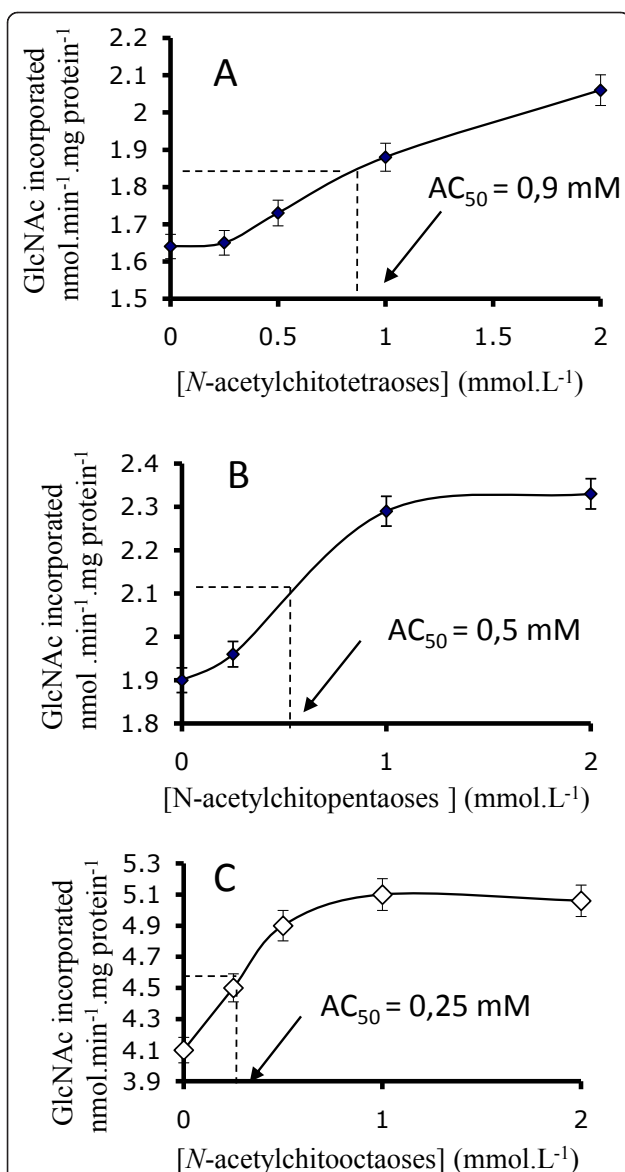 A
GlcNAc incorporated
nmol.min-1.mg protein-1
2.2
2.1
2
1.9
1.8
1.7
1.6
1.5
AC50 = 0,9 mM
0 0.5 1 1.5 2
[N-acetylchitotetraoses] (mmol.L-1)
B
GlcNAc incorporated
nmol .min-1.mg protein-1
2.4
2.3
2.2
2.1
2
1.9
1.8
AC50 = 0,5 mM
0 1 2
[N-acetylchitopentaoses ] (mmol.L-1)
C
GlcNAc incorporated
nmol.min-1.mg protein-1
5.3
5.1
4.9
4.7
4.5
4.3
4.1
3.9
AC50 = 0,25 mM
0 1 2
[N-acetylchitooctaoses] (mmol.L-1)